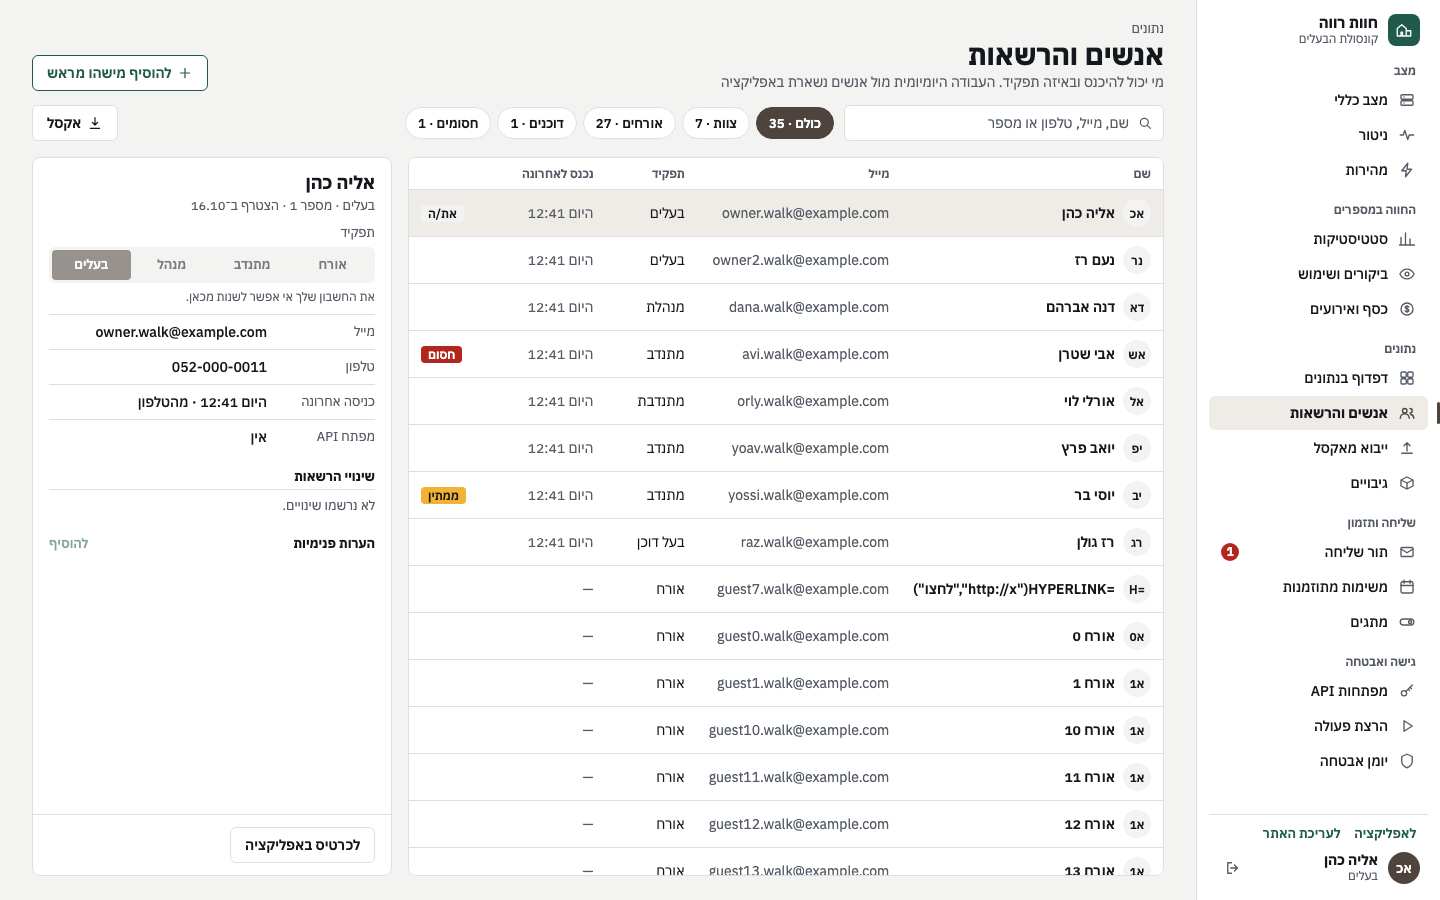 חוות רווה
קונסולת הבעלים
מצב
מצב כללי
ניטור
מהירות
החווה במספרים
סטטיסטיקות
ביקורים ושימוש
כסף ואירועים
נתונים
דפדוף בנתונים
אנשים והרשאות
ייבוא מאקסל
גיבויים
שליחה ותזמון
תור שליחה 1
משימות מתוזמנות
מתגים
גישה ואבטחה
מפתחות API
הרצת פעולה
יומן אבטחה
לאפליקציה לעריכת האתר
אכ אליה כהן
בעלים
נתונים
אנשים והרשאות
מי יכול להיכנס ובאיזה תפקיד. העבודה היומיומית מול אנשים נשארת באפליקציה
להוסיף מישהו מראש
שם, מייל, טלפון או מספר
כולם · 35 צוות · 7 אורחים · 27 דוכנים · 1 חסומים · 1
אקסל
שם מייל תפקיד נכנס לאחרונה
אכ אליה כהן owner.walk@example.com בעלים היום 12:41 את/ה
נר נעם רז owner2.walk@example.com בעלים היום 12:41
דא דנה אברהם dana.walk@example.com מנהלת היום 12:41
אש אבי שטרן avi.walk@example.com מתנדב היום 12:41 חסום
אל אורלי לוי orly.walk@example.com מתנדבת היום 12:41
יפ יואב פרץ yoav.walk@example.com מתנדב היום 12:41
יב יוסי בר yossi.walk@example.com מתנדב היום 12:41 ממתין
רג רז גולן raz.walk@example.com בעל דוכן היום 12:41
=H =HYPERLINK("http://x","לחצו") guest7.walk@example.com אורח —
א0 אורח 0 guest0.walk@example.com אורח —
א1 אורח 1 guest1.walk@example.com אורח —
א1 אורח 10 guest10.walk@example.com אורח —
א1 אורח 11 guest11.walk@example.com אורח —
א1 אורח 12 guest12.walk@example.com אורח —
א1 אורח 13 guest13.walk@example.com אורח —
אליה כהן
בעלים · מספר 1 · הצטרף ב־16.10
תפקיד
אורח מתנדב מנהל בעלים
את החשבון שלך אי אפשר לשנות מכאן.
מייל owner.walk@example.com
טלפון 052-000-0011
כניסה אחרונה היום 12:41 · מהטלפון
מפתח API אין
שינויי הרשאות
לא נרשמו שינויים.
הערות פנימיות להוסיף
לכרטיס באפליקציה